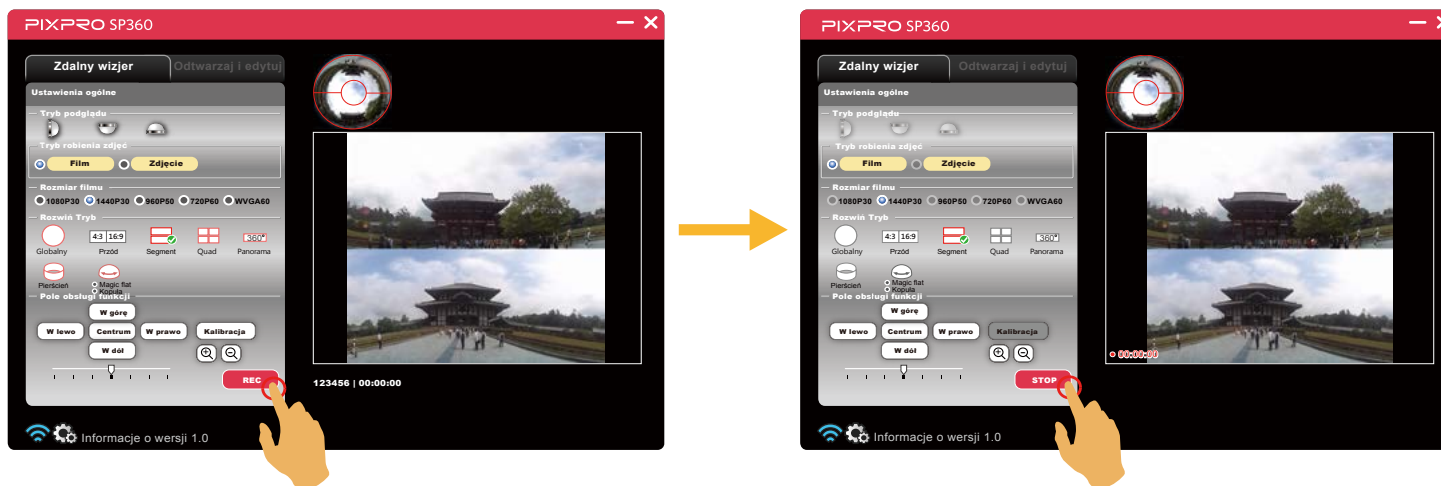 PIXPRO SP360
Zdalny wizjer
Odtwarzaj i edytuj
Ustawienia ogólne
Tryb podglądu
Tryb robienia zdjęć
Film
Zdjęcie
Rozmiar filmu
1080P30 1440P30 960P50 720P60 WVGA60
Rozwiń Tryb
4:3 16:9
360°
Globalny Przód Segment Quad Panorama
Pierścień
Magic flat
Kopuła
Pole obsługi funkcji
W górę
W lewo Centrum W prawo Kalibracja
W dół
REC
123456 | 00:00:00
Informacje o wersji 1.0
PIXPRO SP360
Zdalny wizjer
Odtwarzaj i edytuj
Ustawienia ogólne
Tryb podglądu
Tryb robienia zdjęć
Film
Zdjęcie
Rozmiar filmu
1080P30 1440P30 960P50 720P60 WVGA60
Rozwiń Tryb
4:3 16:9
360°
Globalny Przód Segment Quad Panorama
Pierścień
Magic flat
Kopuła
Pole obsługi funkcji
W górę
W lewo Centrum W prawo Kalibracja
W dół
00:00:00
STOP
Informacje o wersji 1.0